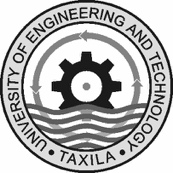 UNIVERSITY OF ENGINEERING AND TECHNOLOGY
• TAXILA •